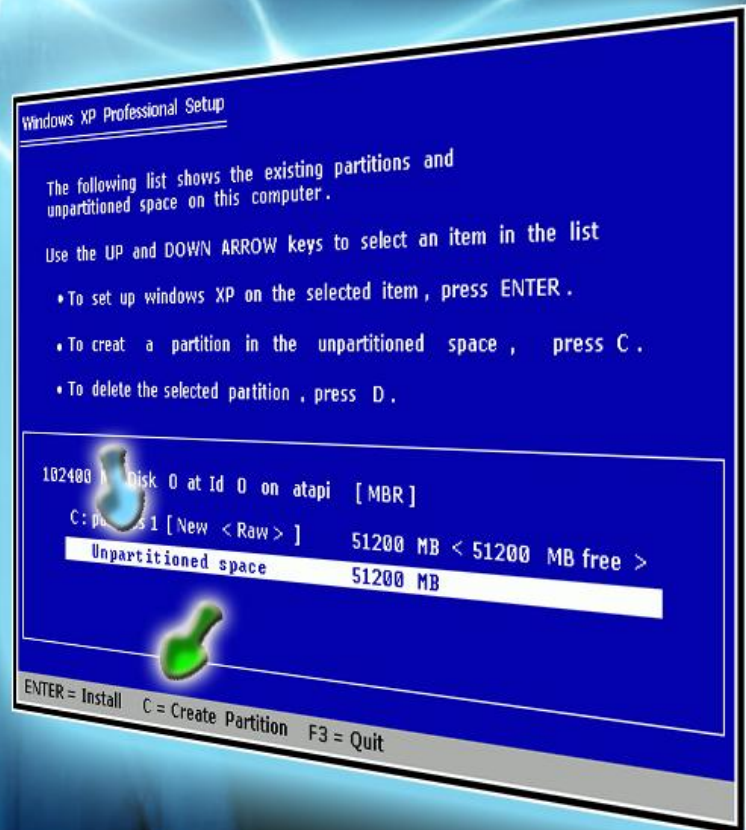 Windows XP Professional Setup
The following list shows the existing partitions and
unpartitioned space on this computer.
Use the UP and DOWN ARROW keys to select an item in the list
• To set up windows XP on the selected item, press ENTER.
• To creat a partition in the unpartitioned space, press C.
• To delete the selected partition, press D.
102400 Disk 0 at Id 0 on atapi [MBR]
C: 1 [New <Raw>] 51200 MB < 51200 MB free >
Unpartitioned space 51200 MB
ENTER = Install C = Create Partition F3 = Quit